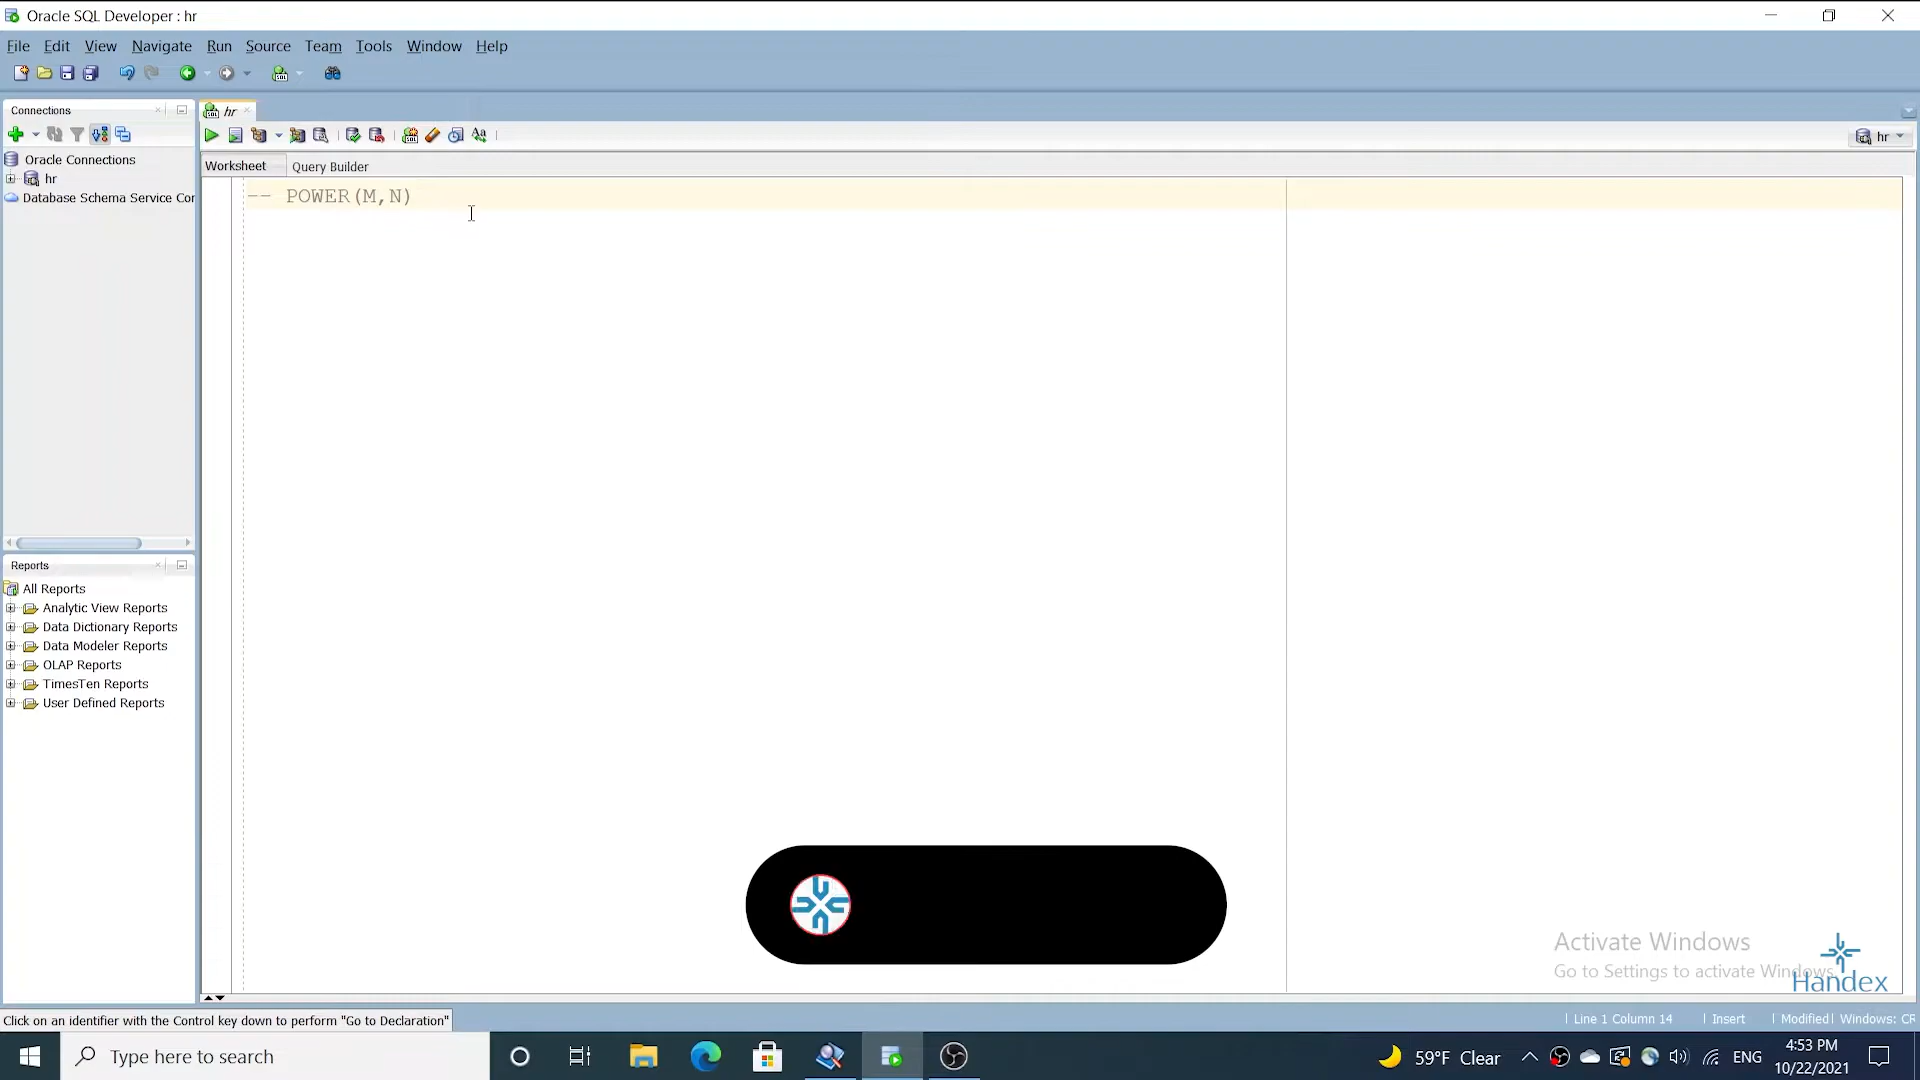 Oracle SQL Developer : hr
File Edit View Navigate Run Source Team Tools Window Help
Connections
hr
hr
Oracle Connections
hr
Database Schema Service Cor
Worksheet Query Builder
-- POWER(M,N)
Reports
All Reports
Analytic View Reports
Data Dictionary Reports
Data Modeler Reports
OLAP Reports
TimesTen Reports
User Defined Reports
Activate Windows
Go to Settings to activate Windows.
Handex
Click on an identifier with the Control key down to perform "Go to Declaration"
Line 1 Column 14 Insert Modified Windows: CF
Type here to search
59°F Clear
ENG
4:53 PM
10/22/2021